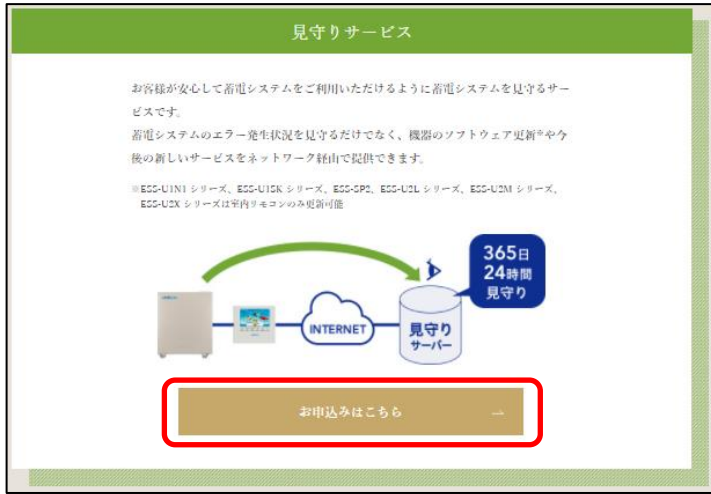 見守りサービス
お客様が安心して蓄電システムをご利用いただけるように蓄電システムを見守るサー
ビスです。
蓄電システムのエラー発生状況を見守るだけでなく、機器のソフトウェア更新※や今
後の新しいサービスをネットワーク経由で提供できます。
※ESS-U1N1 シリーズ、ESS-U1SK シリーズ、ESS-SP2、ESS-U2L シリーズ、ESS-U2M シリーズ、
ESS-U2X シリーズは室内リモコンのみ更新可能
365日
24時間
見守り
INTERNET
見守り
サーバー
お申込みはこちら →